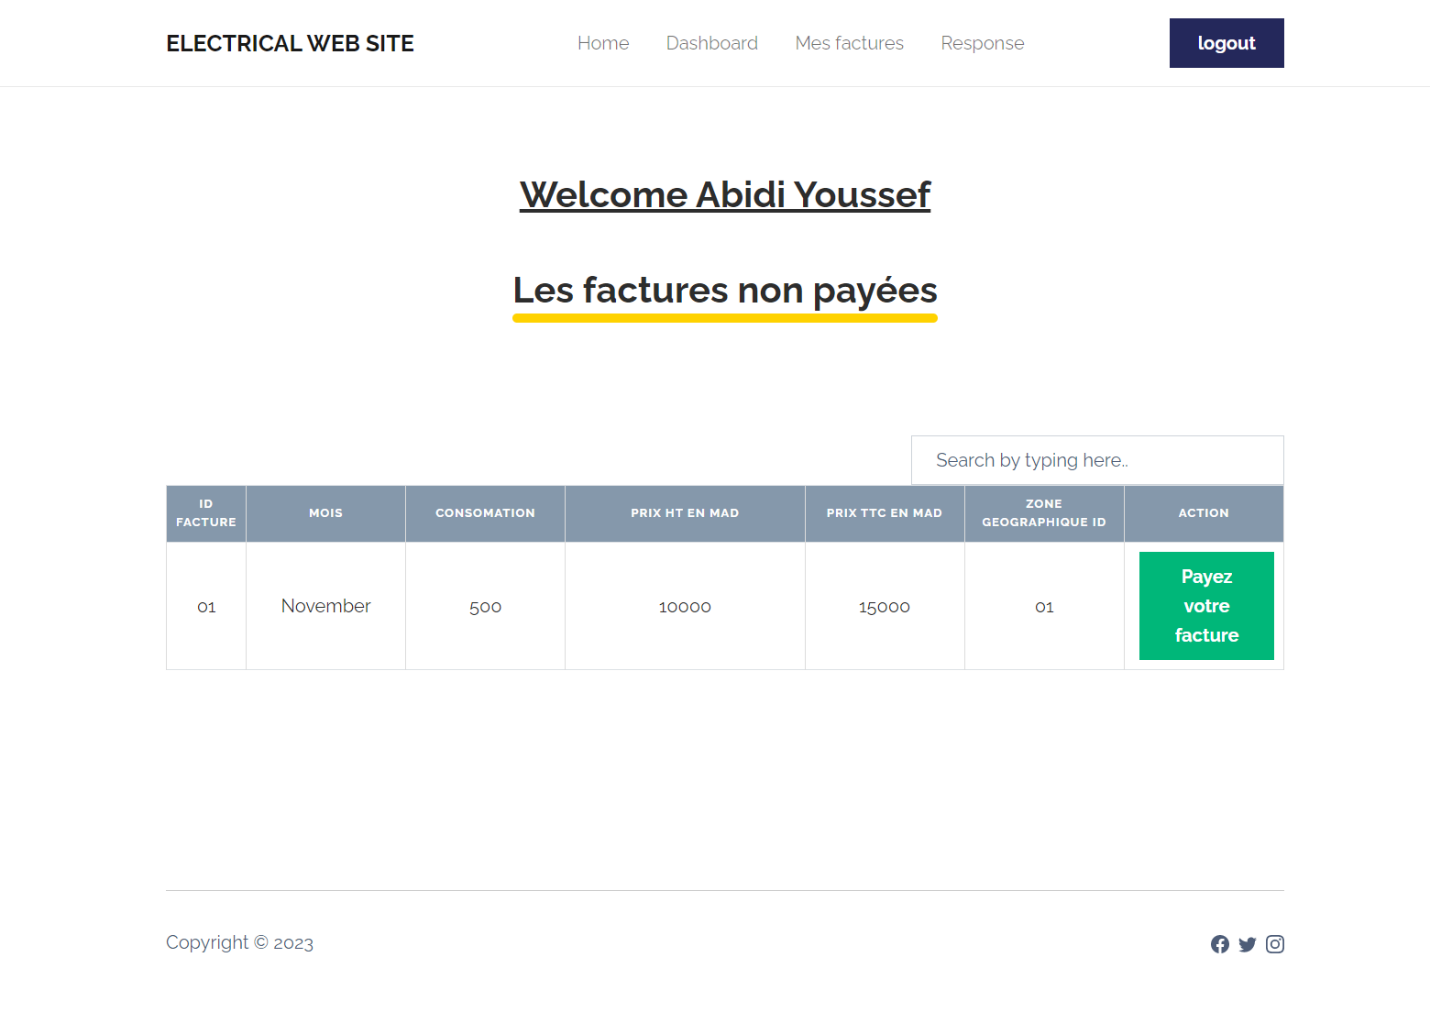 ELECTRICAL WEB SITE
Home Dashboard Mes factures Response
logout
Welcome Abidi Youssef
Les factures non payées
Search by typing here..
ID FACTURE
MOIS
CONSOMATION
PRIX HT EN MAD
PRIX TTC EN MAD
ZONE GEOGRAPHIQUE ID
ACTION
01
November
500
10000
15000
01
Payez
votre
facture
Copyright © 2023